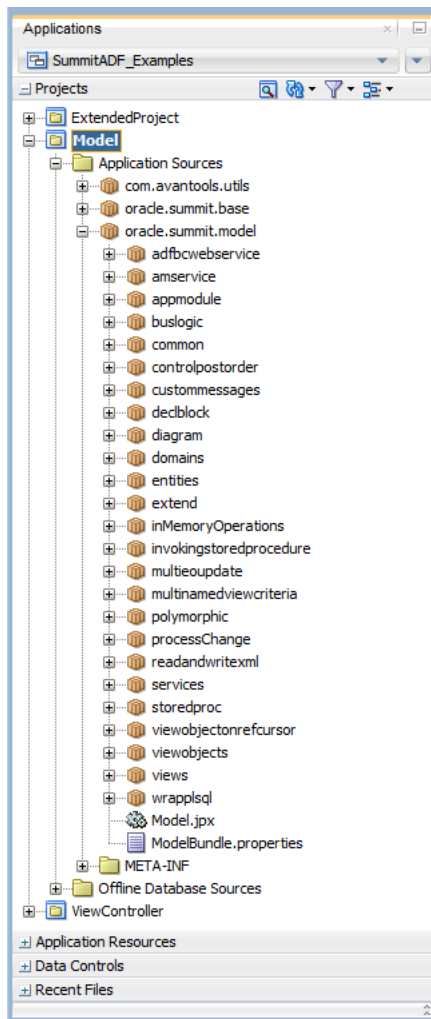 Applications
SummitADF_Examples
Projects
ExtendedProject
Model
Application Sources
com.avantools.utils
oracle.summit.base
oracle.summit.model
adfbcwebservice
amservice
appmodule
buslogic
common
controlpostorder
custommessages
declblock
diagram
domains
entities
extend
inMemoryOperations
invokingstoredprocedure
multieoupdate
multinamedviewcriteria
polymorphic
processChange
readandwritexml
services
storedproc
viewobjectonrefcursor
viewobjects
views
wrapplsql
Model.jpx
ModelBundle.properties
META-INF
Offline Database Sources
ViewController
Application Resources
Data Controls
Recent Files